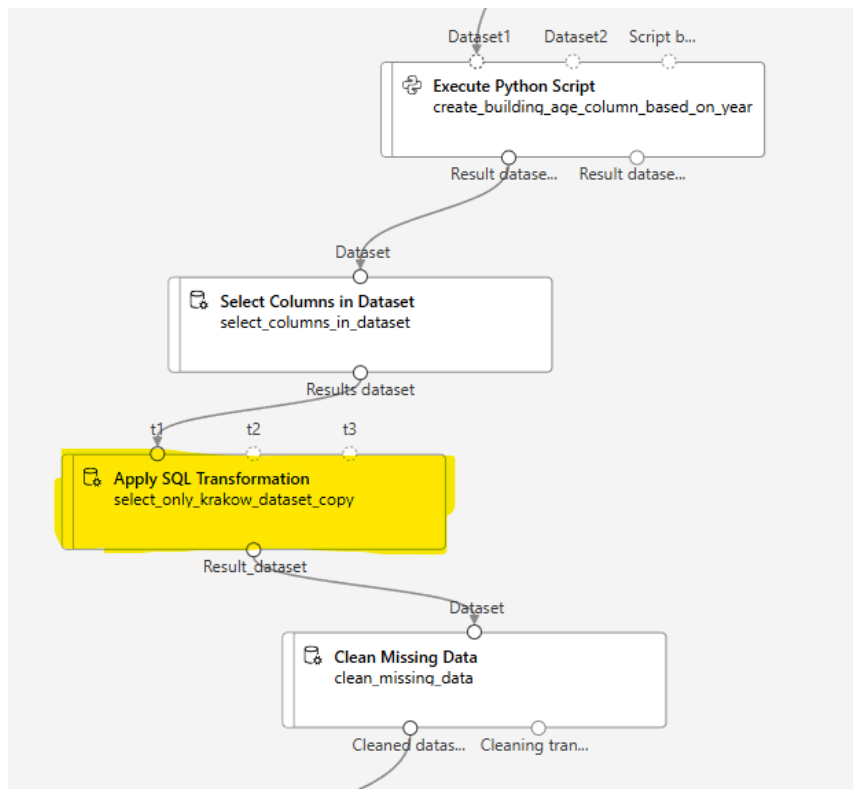 Dataset1 Dataset2 Script b...
Execute Python Script
create_building_age_column_based_on_year
Result datase... Result datase...
Dataset
Select Columns in Dataset
select_columns_in_dataset
Results dataset
t1 t2 t3
Apply SQL Transformation
select_only_krakow_dataset_copy
Result_dataset
Dataset
Clean Missing Data
clean_missing_data
Cleaned datas... Cleaning tran...